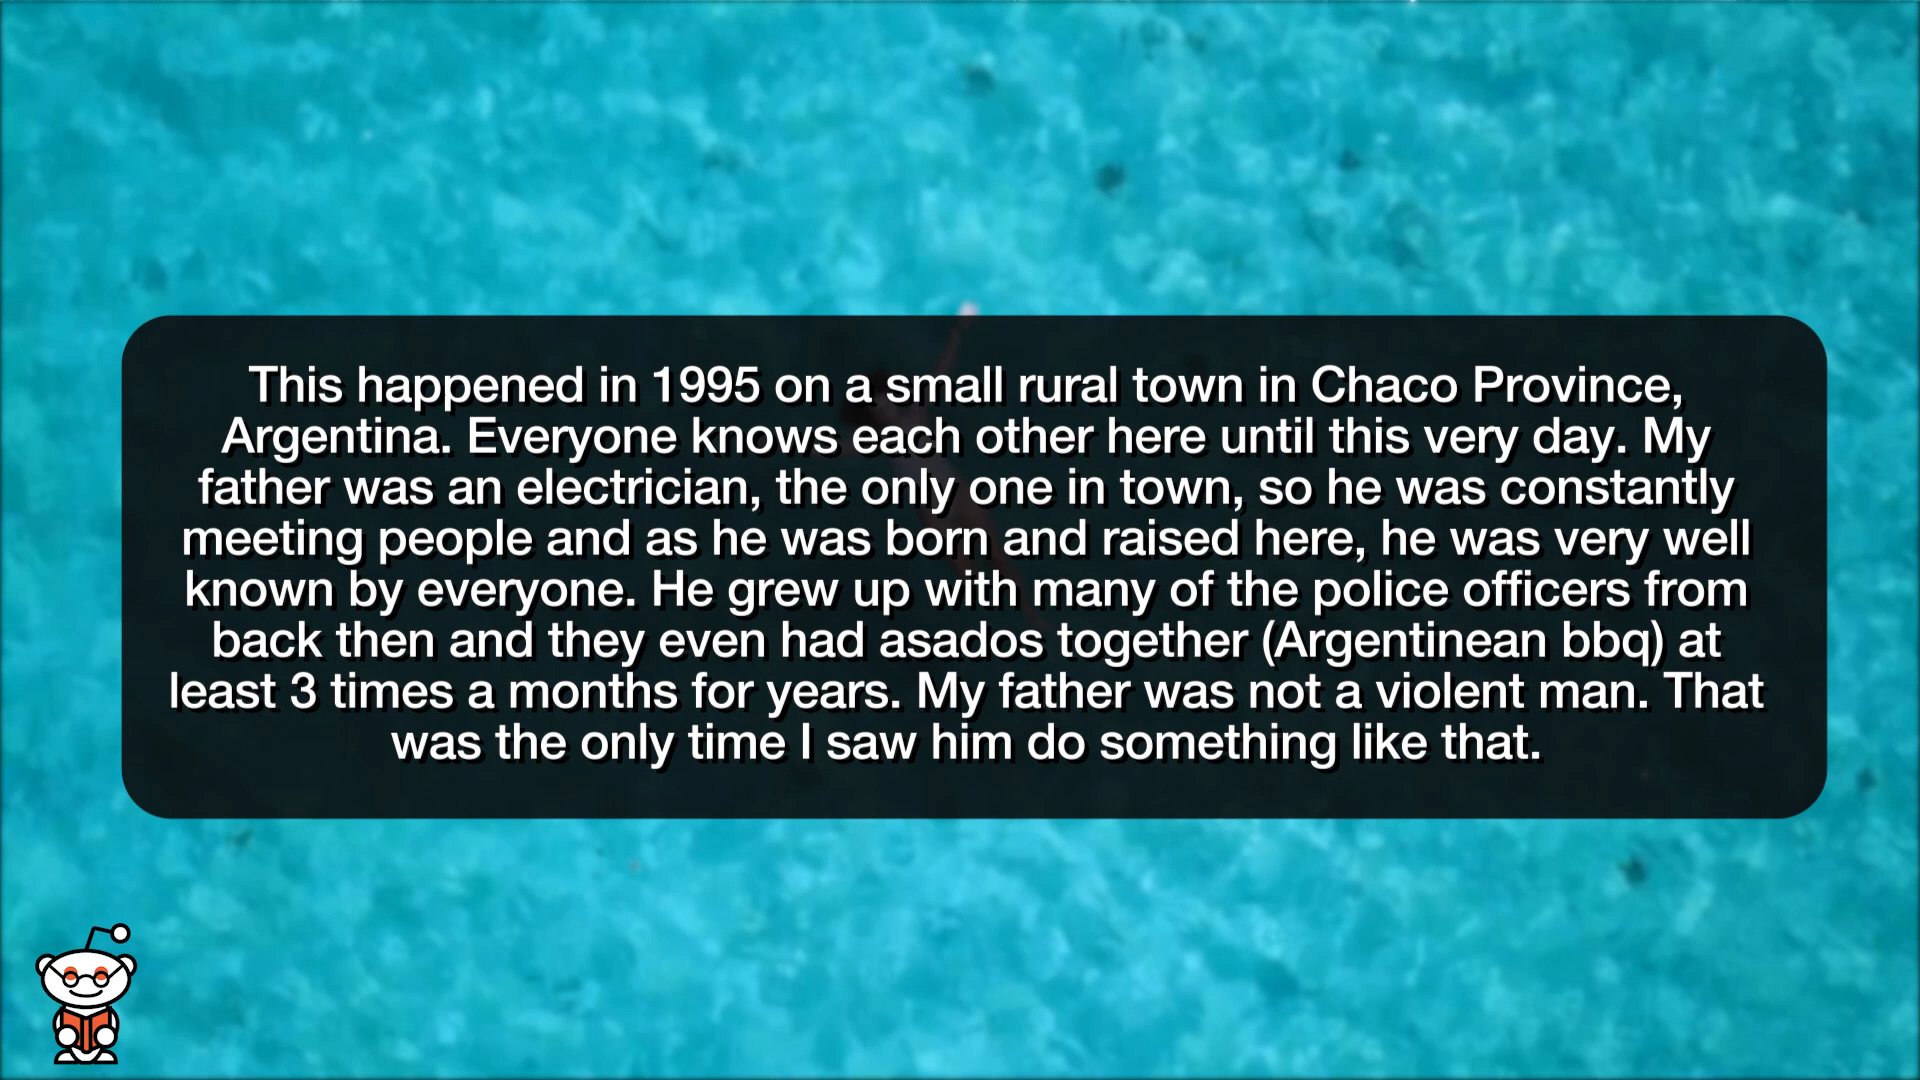 This happened in 1995 on a small rural town in Chaco Province,
Argentina. Everyone knows each other here until this very day. My
father was an electrician, the only one in town, so he was constantly
meeting people and as he was born and raised here, he was very well
known by everyone. He grew up with many of the police officers from
back then and they even had asados together (Argentinean bbq) at
least 3 times a months for years. My father was not a violent man. That
was the only time I saw him do something like that.